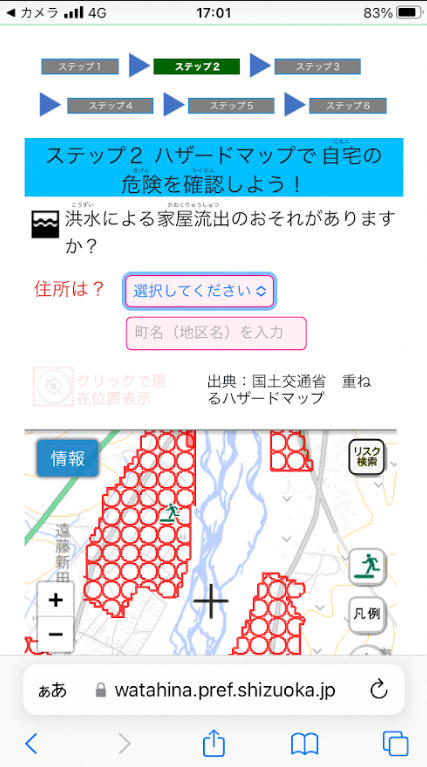 カメラ 4G 17:01 83%
ステップ１ ステップ２ ステップ３
ステップ４ ステップ５ ステップ６
ステップ２ ハザードマップで自宅の
危険を確認しよう！
洪水による家屋流出のおそれがあります
か？
住所は？ 選択してください
町名（地区名）を入力
クリックで現
在位置表示
出典：国土交通省　重ね
るハザードマップ
情報
リスク
検索
遠藤新田
凡例
+
−
ぁあ watahina.pref.shizuoka.jp